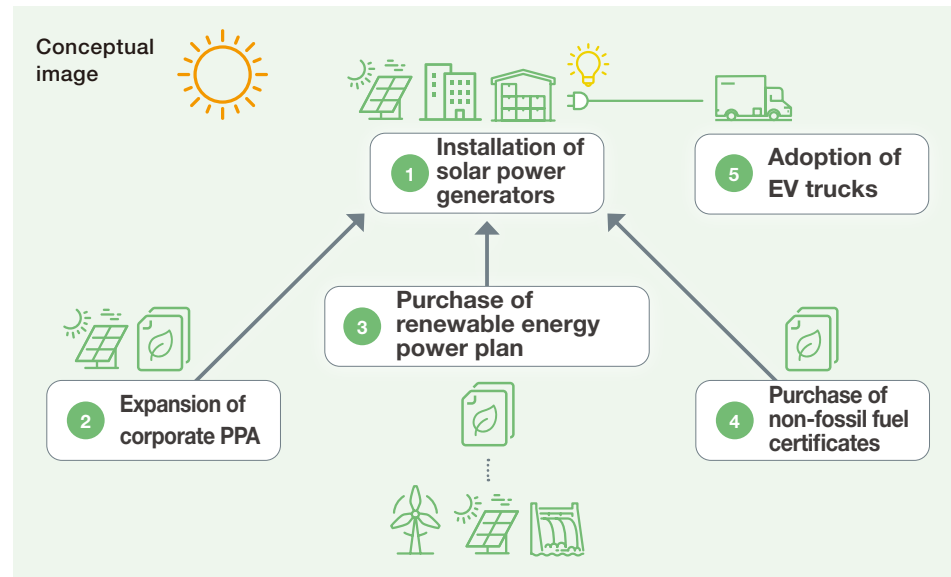 Conceptual
image
1
Installation of
solar power
generators
5
Adoption of
EV trucks
3
Purchase of
renewable energy
power plan
2
Expansion of
corporate PPA
4
Purchase of
non-fossil fuel
certificates